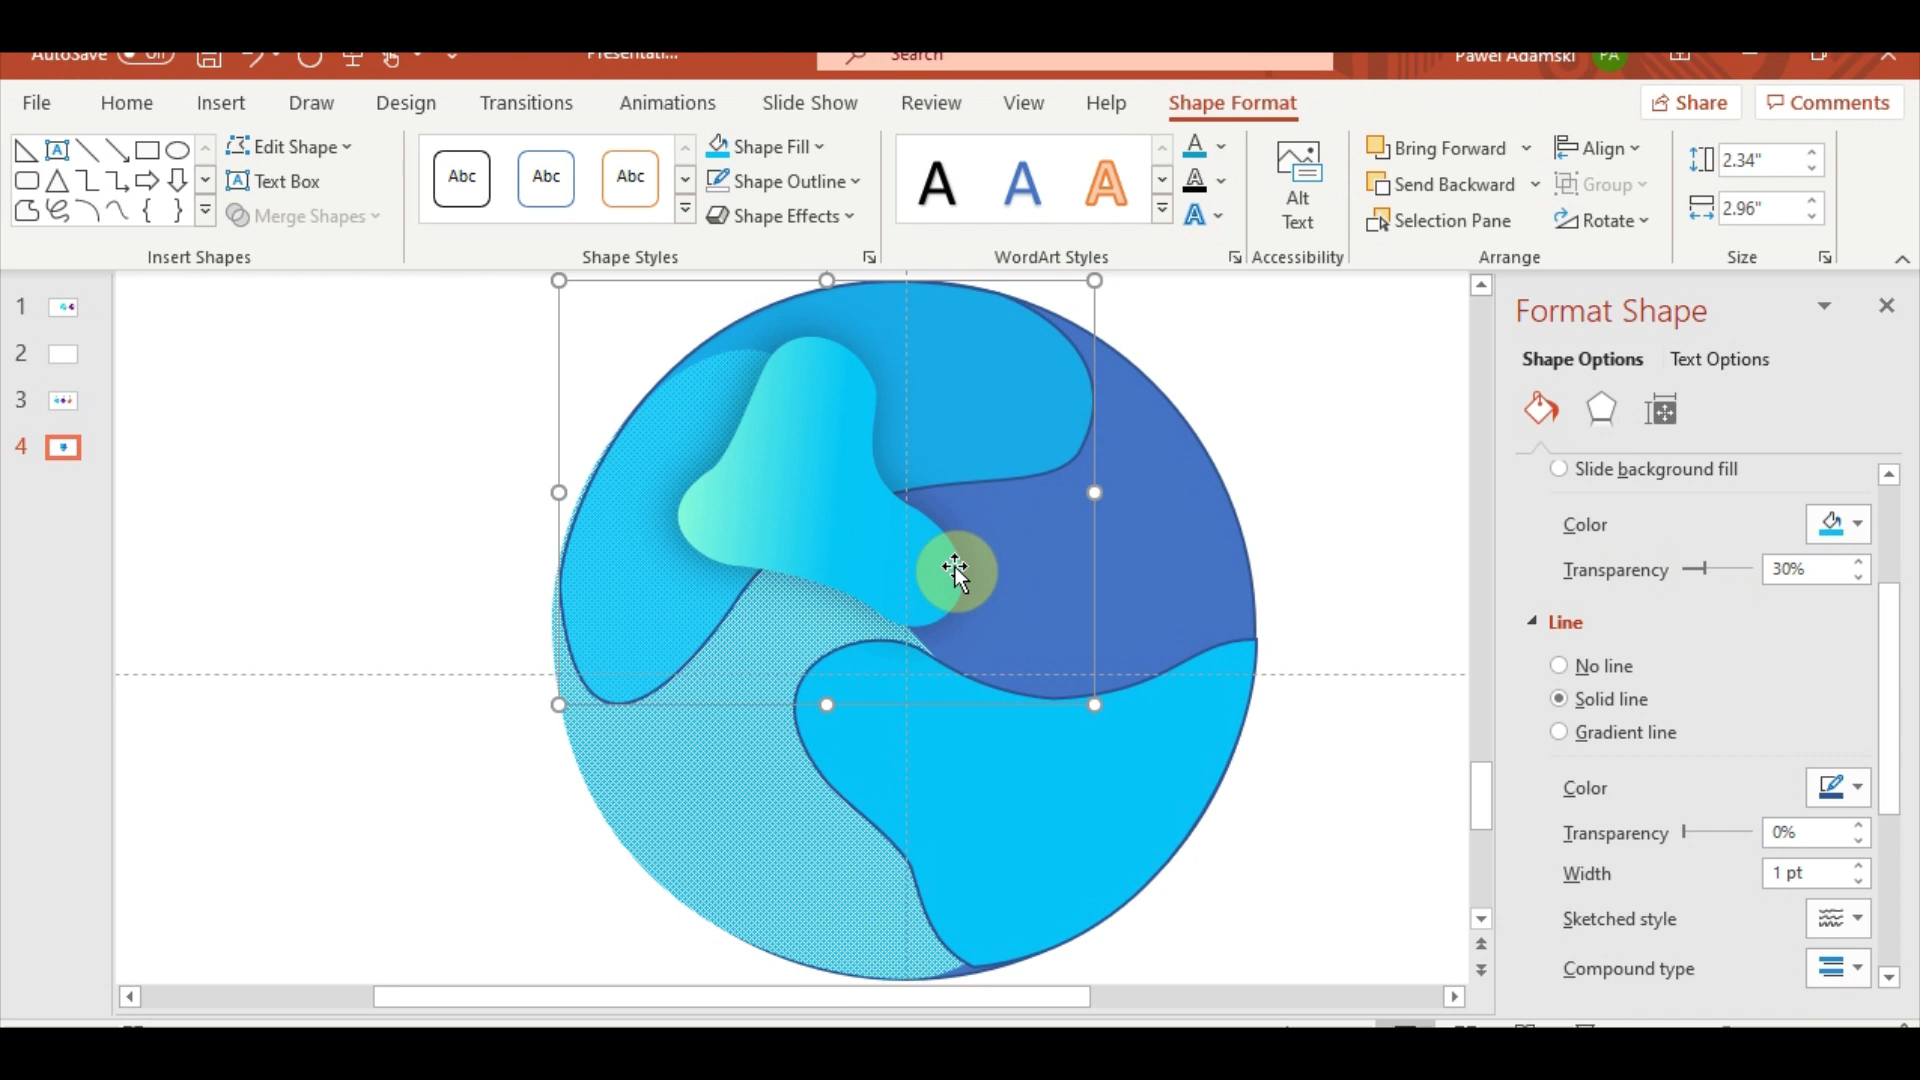 AutoSave Off Presentati... Search Pawel Adamski PA
File Home Insert Draw Design Transitions Animations Slide Show Review View Help Shape Format Share Comments
Edit Shape
Text Box
Merge Shapes
Insert Shapes
Abc Abc Abc
Shape Fill
Shape Outline
Shape Effects
Shape Styles
A A A
A
A
A
WordArt Styles
Alt
Text
Accessibility
Bring Forward
Send Backward
Selection Pane
Align
Group
Rotate
Arrange
2.34"
2.96"
Size
1
2
3
4
Format Shape
Shape Options Text Options
Slide background fill
Color
Transparency 30%
Line
No line
Solid line
Gradient line
Color
Transparency 0%
Width 1 pt
Sketched style
Compound type